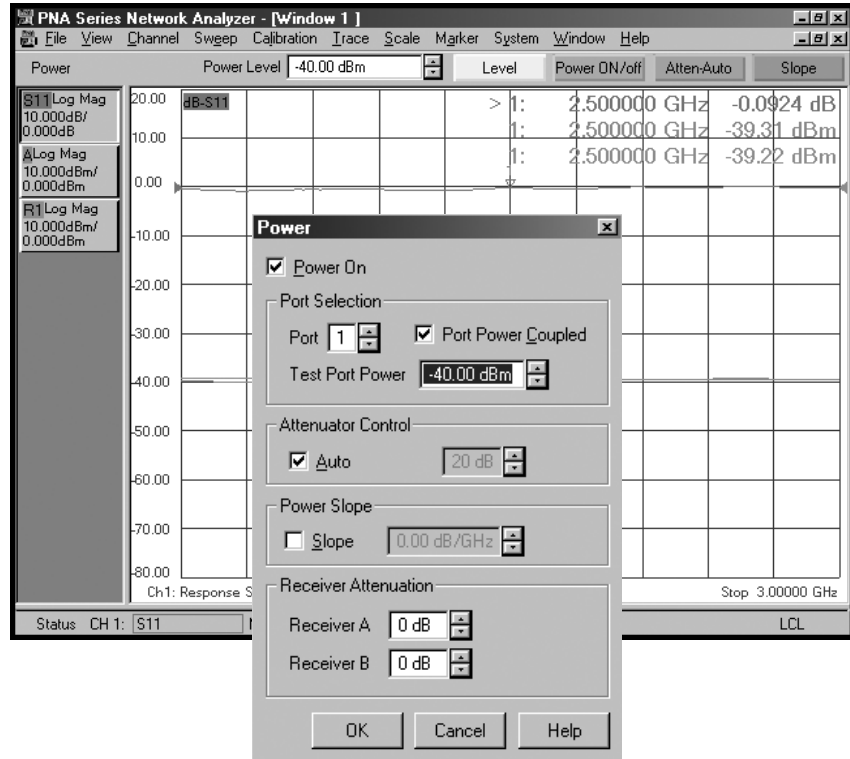 PNA Series Network Analyzer - [Window 1 ]
File View Channel Sweep Calibration Trace Scale Marker System Window Help
Power Power Level -40.00 dBm Level Power ON/off Atten-Auto Slope
S11 Log Mag
10.000dB/
0.000dB
A Log Mag
10.000dBm/
0.000dBm
R1 Log Mag
10.000dBm/
0.000dBm
20.00
10.00
0.00
-10.00
-20.00
-30.00
-40.00
-50.00
-60.00
-70.00
-80.00
dB-S11
> 1: 2.500000 GHz -0.0924 dB
1: 2.500000 GHz -39.31 dBm
1: 2.500000 GHz -39.22 dBm
1
Power
Power On
Port Selection
Port 1 Port Power Coupled
Test Port Power -40.00 dBm
Attenuator Control
Auto 20 dB
Power Slope
Slope 0.00 dB/GHz
Receiver Attenuation
Receiver A 0 dB
Receiver B 0 dB
OK Cancel Help
Ch1: Response Stop 3.00000 GHz
Status CH 1: S11 LCL